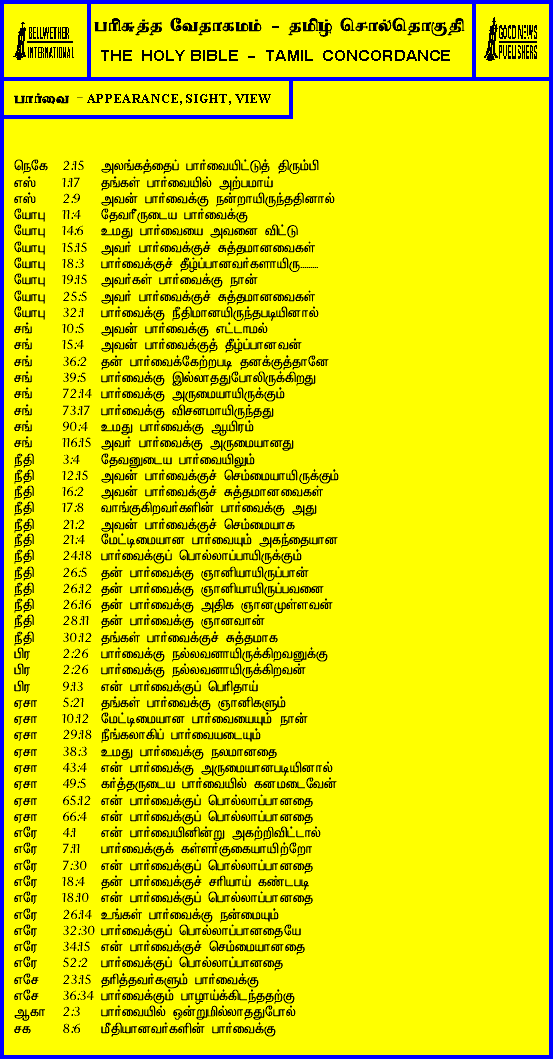 BELLWETHER
INTERNATIONAL
பரிசுத்த வேதாகமம் - தமிழ் சொல்தொகுதி
THE HOLY BIBLE - TAMIL CONCORDANCE
GOOD NEWS
PUBLISHERS
பார்வை - APPEARANCE, SIGHT, VIEW
நெகே 2:15 அலங்கத்தைப் பார்வையிட்டுத் திரும்பி
எஸ் 1:17 தங்கள் பார்வையில் அற்பமாய்
எஸ் 2:9 அவன் பார்வைக்கு நன்றாயிருந்ததினால்
யோபு 11:4 தேவரீருடைய பார்வைக்கு
யோபு 14:6 உமது பார்வையை அவனை விட்டு
யோபு 15:15 அவர் பார்வைக்குச் சுத்தமானவைகள்
யோபு 18:3 பார்வைக்குத் தீழ்ப்பானவர்களாயிரு........
யோபு 19:15 அவர்கள் பார்வைக்கு நான்
யோபு 25:5 அவர் பார்வைக்குச் சுத்தமானவைகள்
யோபு 32:1 பார்வைக்கு நீதிமானயிருந்தபடியினால்
சங் 10:5 அவன் பார்வைக்கு எட்டாமல்
சங் 15:4 அவன் பார்வைக்குத் தீழ்ப்பானவன்
சங் 36:2 தன் பார்வைக்கேற்றபடி தனக்குத்தானே
சங் 39:5 பார்வைக்கு இல்லாததுபோலிருக்கிறது
சங் 72:14 பார்வைக்கு அருமையாயிருக்கும்
சங் 73:17 பார்வைக்கு விசனமாயிருந்தது
சங் 90:4 உமது பார்வைக்கு ஆயிரம்
சங் 116:15 அவர் பார்வைக்கு அருமையானது
நீதி 3:4 தேவனுடைய பார்வையிலும்
நீதி 12:15 அவன் பார்வைக்குச் செம்மையாயிருக்கும்
நீதி 16:2 அவன் பார்வைக்குச் சுத்தமானவைகள்
நீதி 17:8 வாங்குகிறவர்களின் பார்வைக்கு அது
நீதி 21:2 அவன் பார்வைக்குச் செம்மையாக
நீதி 21:4 மேட்டிமையான பார்வையும் அகந்தையான
நீதி 24:18 பார்வைக்குப் பொல்லாப்பாயிருக்கும்
நீதி 26:5 தன் பார்வைக்கு ஞானியாயிருப்பான்
நீதி 26:12 தன் பார்வைக்கு ஞானியாயிருப்பவனை
நீதி 26:16 தன் பார்வைக்கு அதிக ஞானமுள்ளவன்
நீதி 28:11 தன் பார்வைக்கு ஞானவான்
நீதி 30:12 தங்கள் பார்வைக்குச் சுத்தமாக
பிர 2:26 பார்வைக்கு நல்லவனாயிருக்கிறவனுக்கு
பிர 2:26 பார்வைக்கு நல்லவனாயிருக்கிறவன்
பிர 9:13 என் பார்வைக்குப் பெரிதாய்
ஏசா 5:21 தங்கள் பார்வைக்கு ஞானிகளும்
ஏசா 10:12 மேட்டிமையான பார்வையையும் நான்
ஏசா 29:18 நீங்கலாகிப் பார்வையடையும்
ஏசா 38:3 உமது பார்வைக்கு நலமானதை
ஏசா 43:4 என் பார்வைக்கு அருமையானபடியினால்
ஏசா 49:5 கர்த்தருடைய பார்வையில் கனமடைவேன்
ஏசா 65:12 என் பார்வைக்குப் பொல்லாப்பானதை
ஏசா 66:4 என் பார்வைக்குப் பொல்லாப்பானதை
எரே 4:1 என் பார்வையினின்று அகற்றிவிட்டால்
எரே 7:11 பார்வைக்குக் கள்ளர்குகையாயிற்றோ
எரே 7:30 என் பார்வைக்குப் பொல்லாப்பானதை
எரே 18:4 தன் பார்வைக்குச் சரியாய் கண்டபடி
எரே 18:10 என் பார்வைக்குப் பொல்லாப்பானதை
எரே 26:14 உங்கள் பார்வைக்கு நன்மையும்
எரே 32:30 பார்வைக்குப் பொல்லாப்பானதையே
எரே 34:15 என் பார்வைக்குச் செம்மையானதை
எரே 52:2 பார்வைக்குப் பொல்லாப்பானதை
எசே 23:15 தரித்தவர்களும் பார்வைக்கு
எசே 36:34 பார்வைக்கும் பாழாய்க்கிடந்ததற்கு
ஆகா 2:3 பார்வையில் ஒன்றுமில்லாததுபோல்
சக 8:6 மீதியானவர்களின் பார்வைக்கு